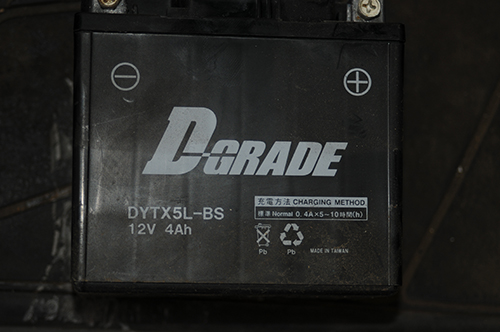 D-GRADE
DYTX5L-BS
12V 4Ah
充電方法 CHARGING METHOD
標準 Normal 0.4A×5~10時間(h)
Pb
Pb
MADE IN TAIWAN